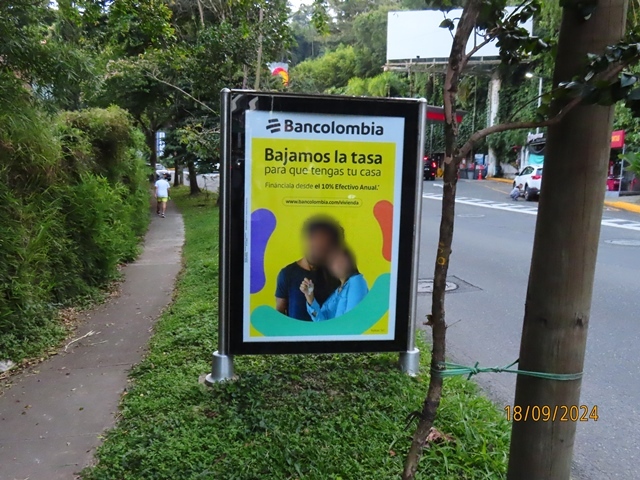 Bancolombia
Bajamos la tasa
para que tengas tu casa
Finánciala desde el 10% Efectivo Anual.*
www.bancolombia.com/vivienda
18/09/2024